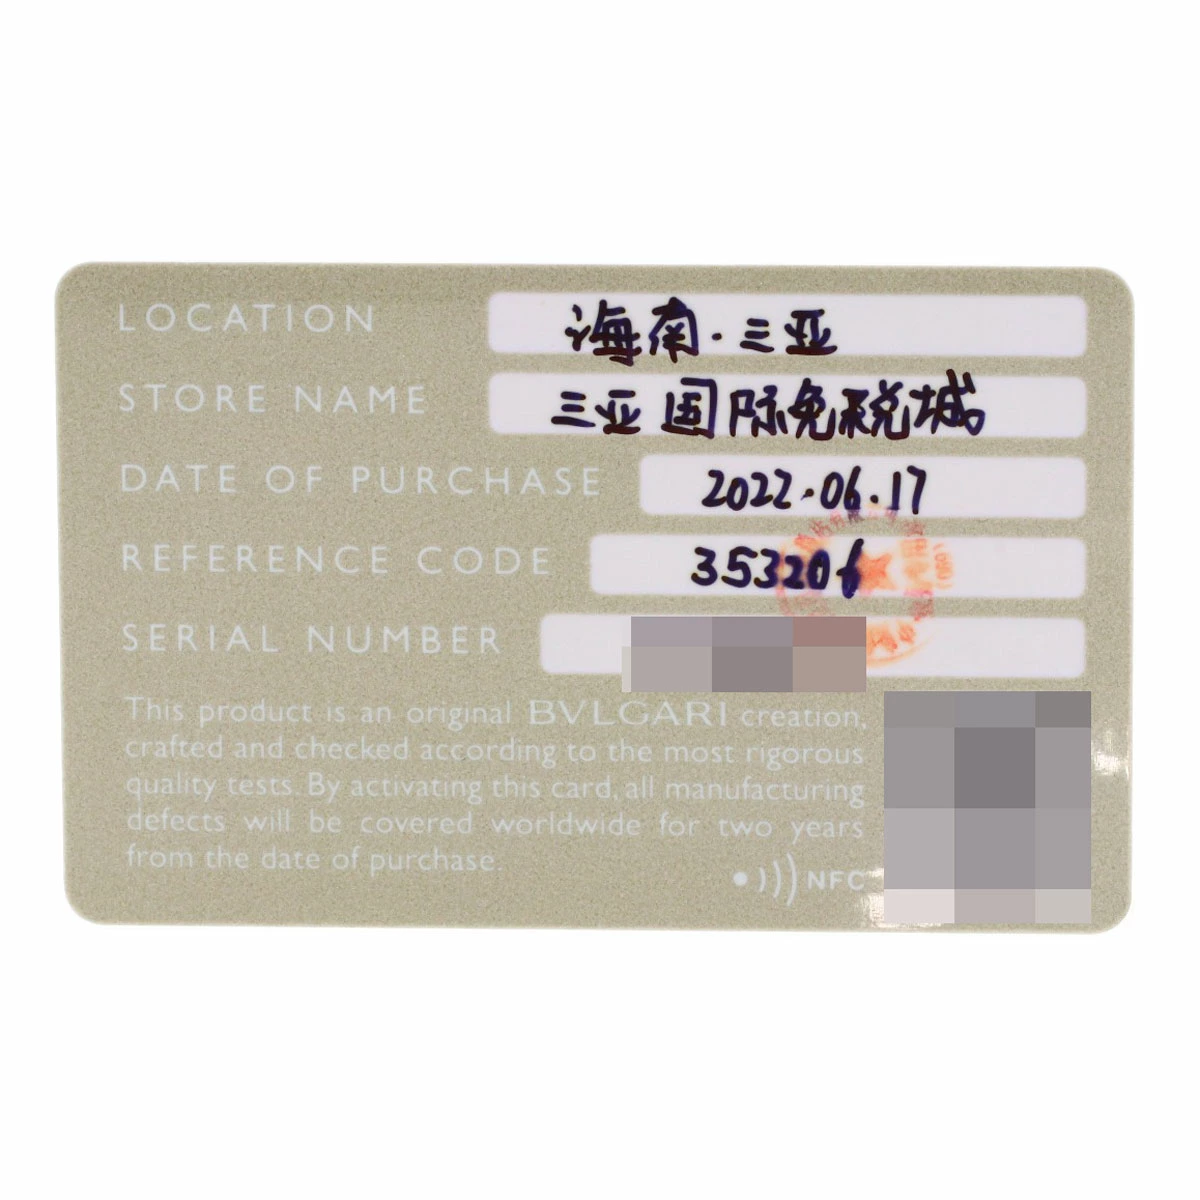 LOCATION 海南·三亚
STORE NAME 三亚国际免税城
DATE OF PURCHASE 2022.06.17
REFERENCE CODE 353206
SERIAL NUMBER
This product is an original BVLGARI creation,
crafted and checked according to the most rigorous
quality tests. By activating this card, all manufacturing
defects will be covered worldwide for two years
from the date of purchase.
NFC